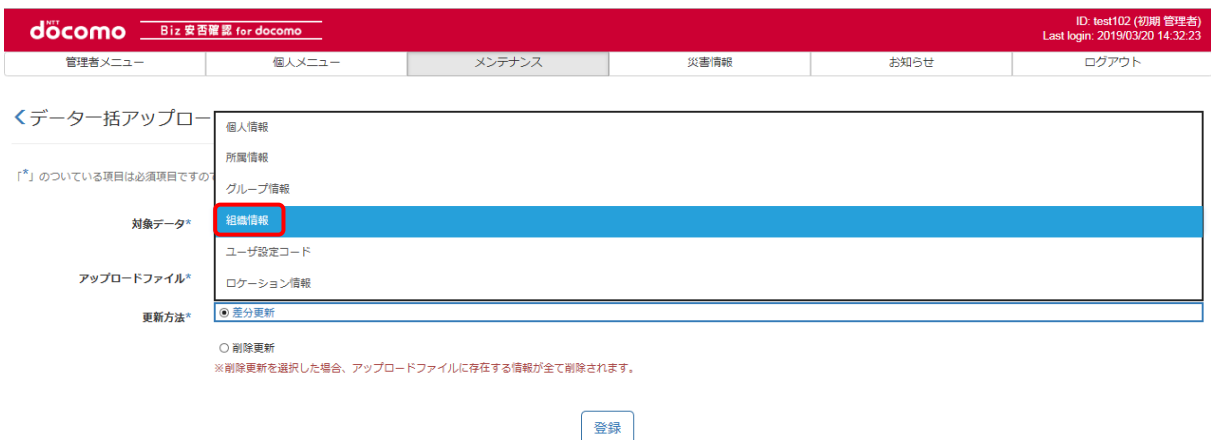 NTT
döcomo Biz 安否確認 for docomo
ID: test102 (初期 管理者)
Last login: 2019/03/20 14:32:23
管理者メニュー 個人メニュー メンテナンス 災害情報 お知らせ ログアウト
データ一括アップロー
個人情報
所属情報
「*」のついている項目は必須項目ですので
グループ情報
対象データ* 組織情報
ユーザ設定コード
アップロードファイル* ロケーション情報
更新方法* 差分更新
削除更新
※削除更新を選択した場合、アップロードファイルに存在する情報が全て削除されます。
登録